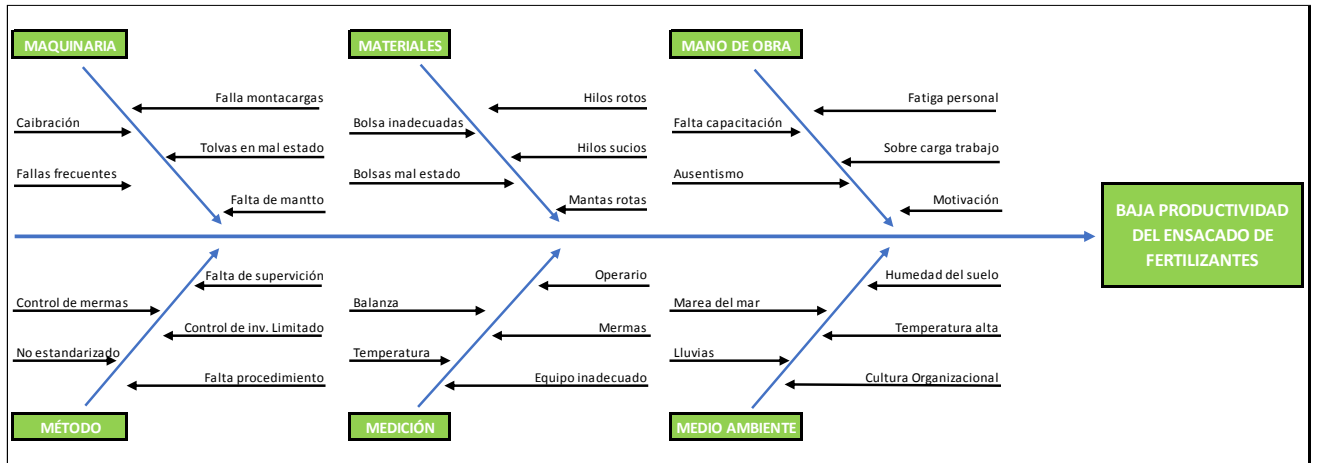 MAQUINARIA
Falla montacargas
Caibración
Tolvas en mal estado
Fallas frecuentes
Falta de mantto
MATERIALES
Hilos rotos
Bolsa inadecuadas
Hilos sucios
Bolsas mal estado
Mantas rotas
MANO DE OBRA
Fatiga personal
Falta capacitación
Sobre carga trabajo
Ausentismo
Motivación
BAJA PRODUCTIVIDAD
DEL ENSACADO DE
FERTILIZANTES
Falta de supervición
Control de mermas
Control de inv. Limitado
No estandarizado
Falta procedimiento
MÉTODO
Operario
Balanza
Mermas
Temperatura
Equipo inadecuado
MEDICIÓN
Humedad del suelo
Marea del mar
Temperatura alta
Lluvias
Cultura Organizacional
MEDIO AMBIENTE